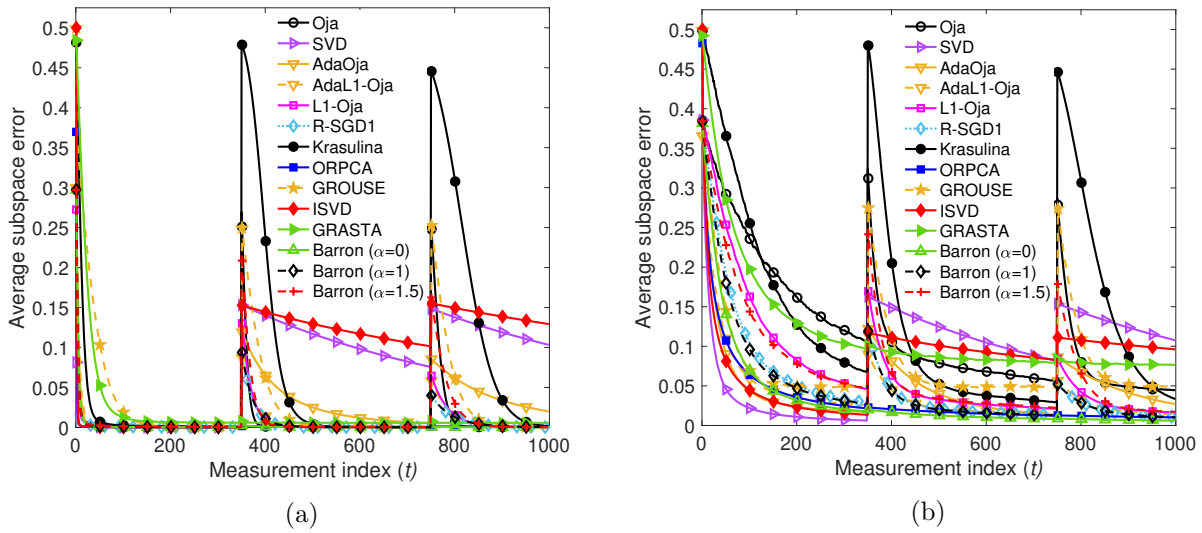 0.5
0.45
0.4
0.35
0.3
0.25
0.2
0.15
0.1
0.05
0
Average subspace error
0 200 400 600 800 1000
Measurement index (t)
Oja
SVD
AdaOja
AdaL1-Oja
L1-Oja
R-SGD1
Krasulina
ORPCA
GROUSE
ISVD
GRASTA
Barron (α=0)
Barron (α=1)
Barron (α=1.5)
(a)
0.5
0.45
0.4
0.35
0.3
0.25
0.2
0.15
0.1
0.05
0
Average subspace error
0 200 400 600 800 1000
Measurement index (t)
Oja
SVD
AdaOja
AdaL1-Oja
L1-Oja
R-SGD1
Krasulina
ORPCA
GROUSE
ISVD
GRASTA
Barron (α=0)
Barron (α=1)
Barron (α=1.5)
(b)